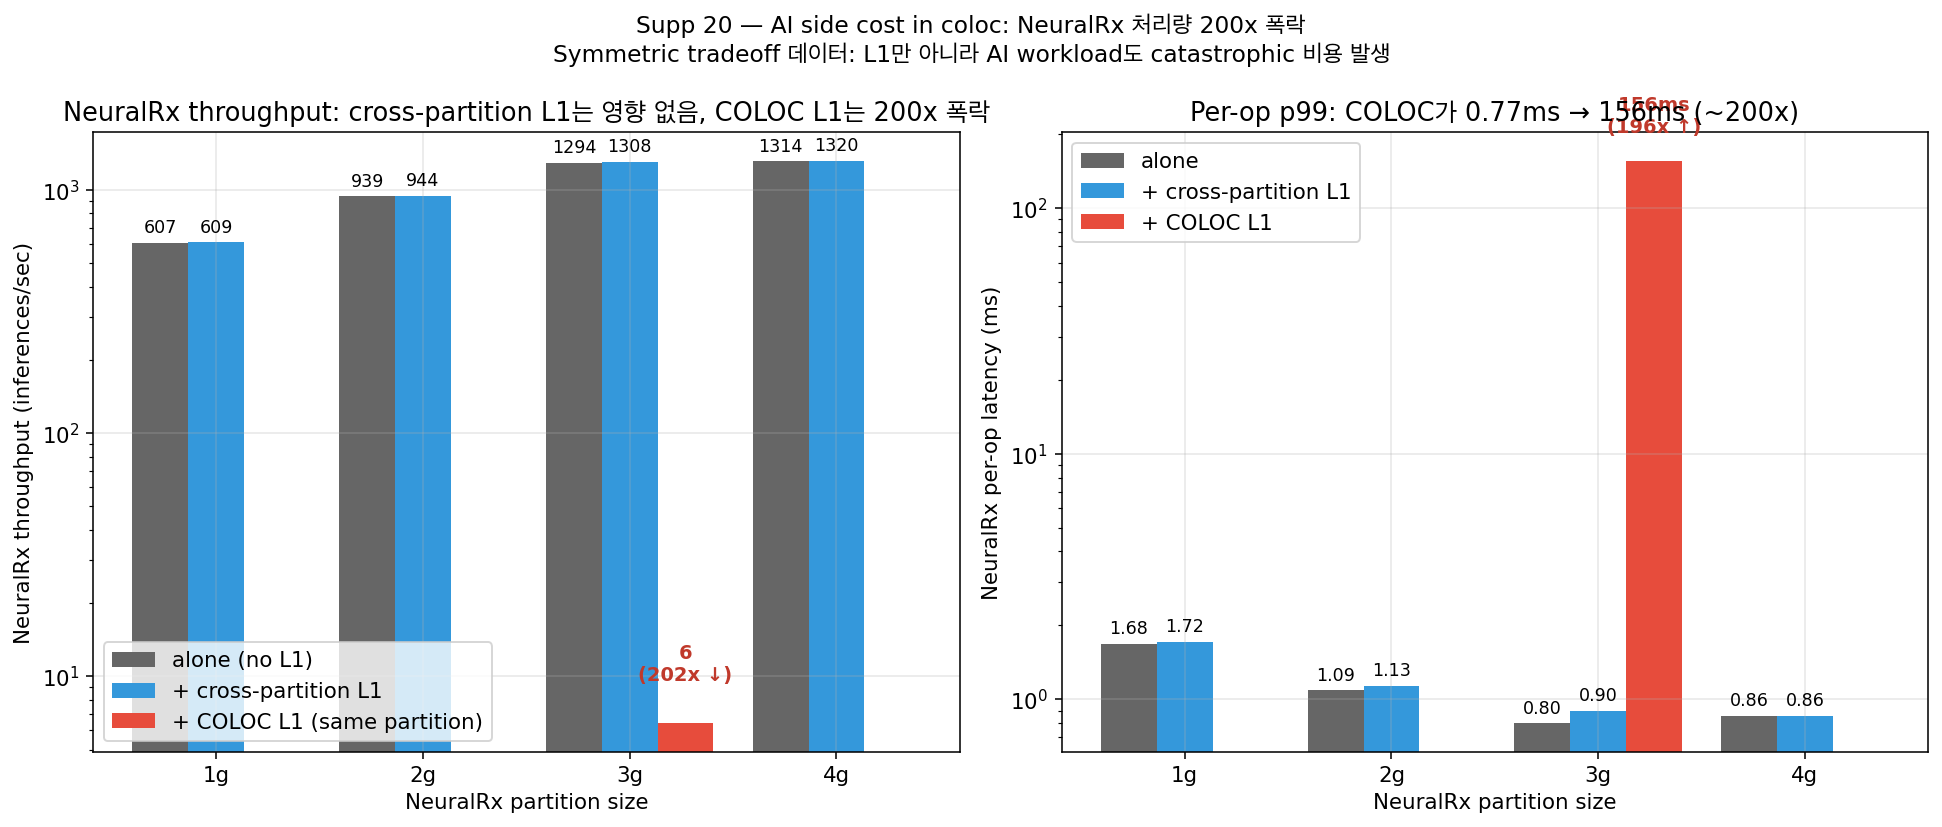 Supp 20 — AI side cost in coloc: NeuralRx 처리량 200x 폭락
Symmetric tradeoff 데이터: L1만 아니라 AI workload도 catastrophic 비용 발생
NeuralRx throughput: cross-partition L1는 영향 없음, COLOC L1는 200x 폭락
NeuralRx throughput (inferences/sec)
10³
10²
10¹
607
609
939
944
1294
1308
1314
1320
6
(202x ↓)
alone (no L1)
+ cross-partition L1
+ COLOC L1 (same partition)
1g
2g
3g
4g
NeuralRx partition size
Per-op p99: COLOC가 0.77ms → 156ms (~200x)
156ms
(196x ↑)
NeuralRx per-op latency (ms)
10²
10¹
10⁰
alone
+ cross-partition L1
+ COLOC L1
1.68
1.72
1.09
1.13
0.80
0.90
0.86
0.86
1g
2g
3g
4g
NeuralRx partition size